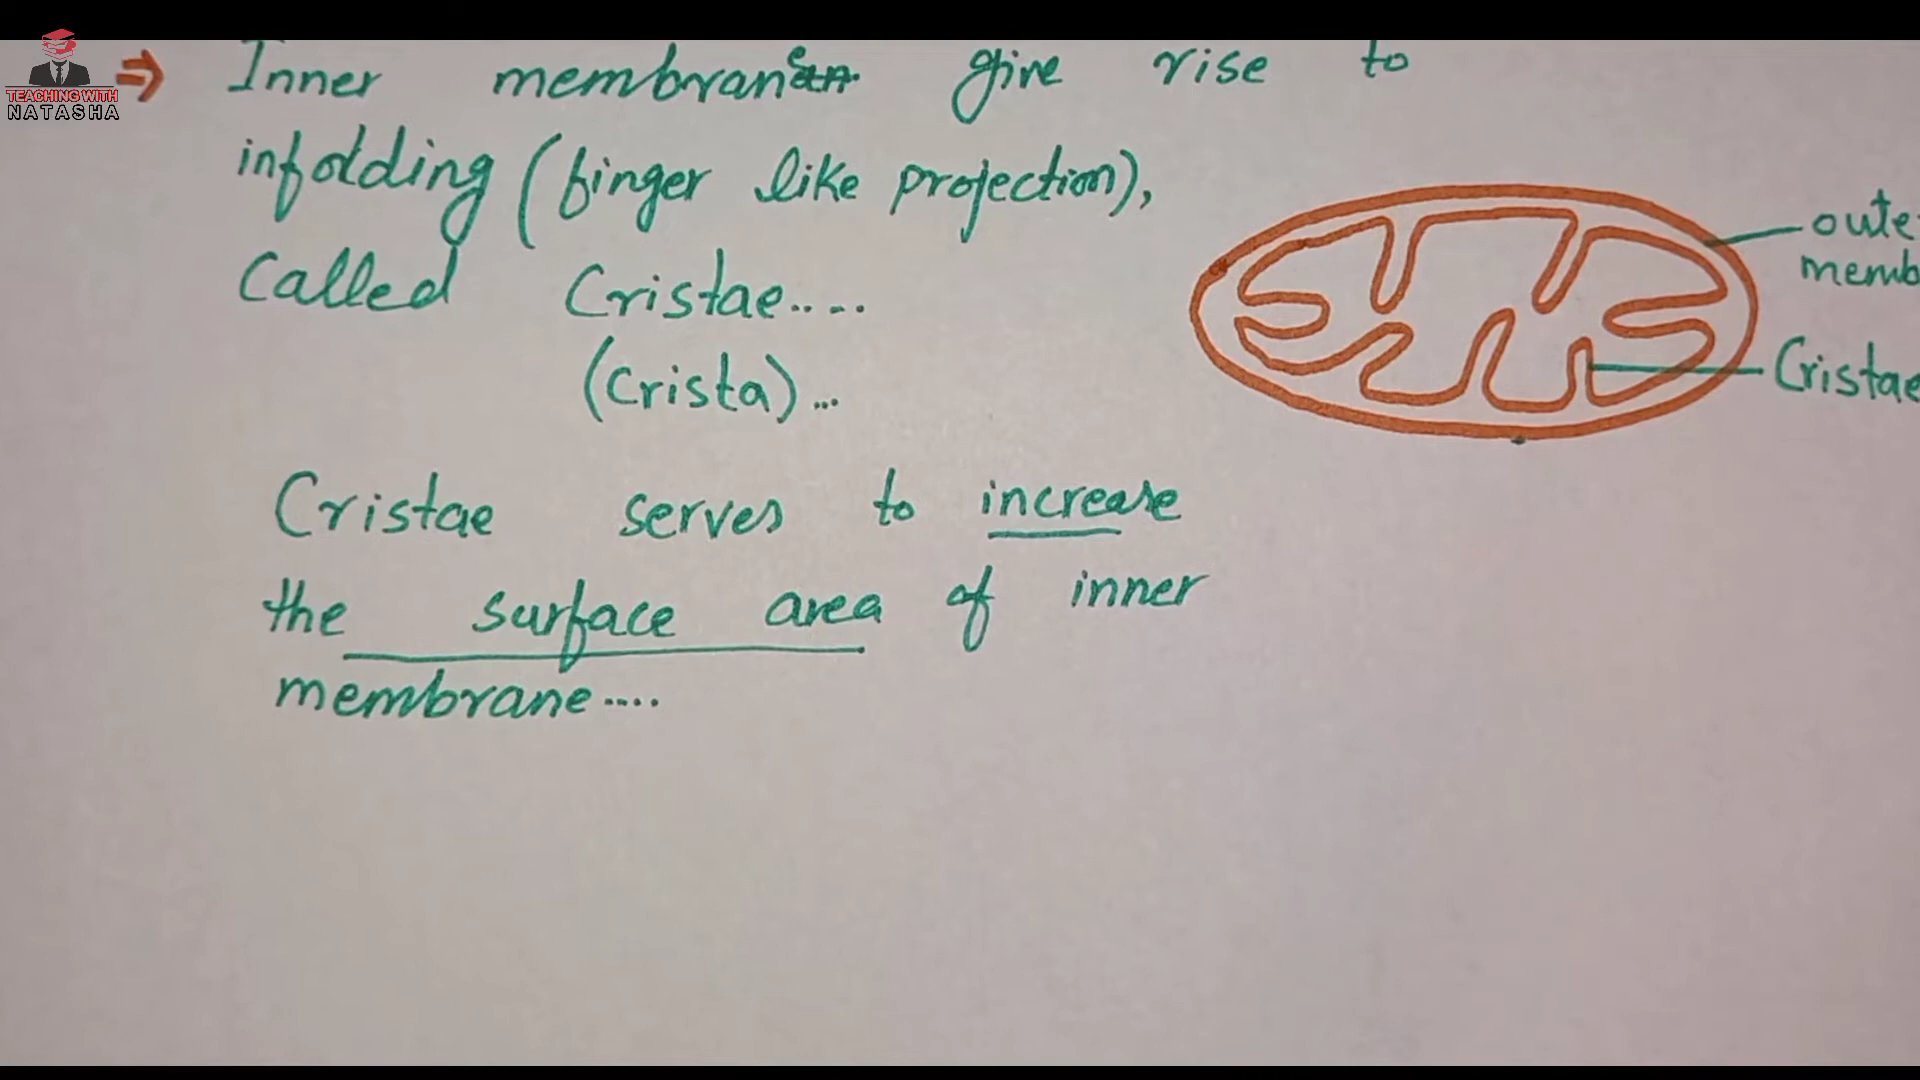 TEACHING WITH
NATASHA
⇒ Inner membrane give rise to
infolding (finger like projection),
Called Cristae....
(Crista)...
Cristae serves to increase
the surface area of inner
membrane....
oute
memb
Cristae